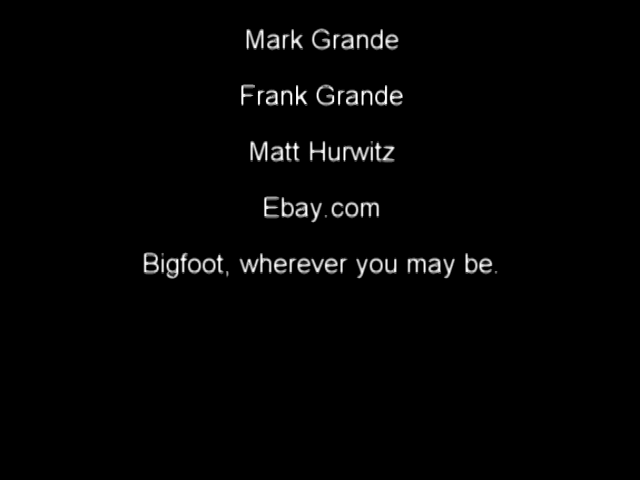 Mark Grande
Frank Grande
Matt Hurwitz
Ebay.com
Bigfoot, wherever you may be.